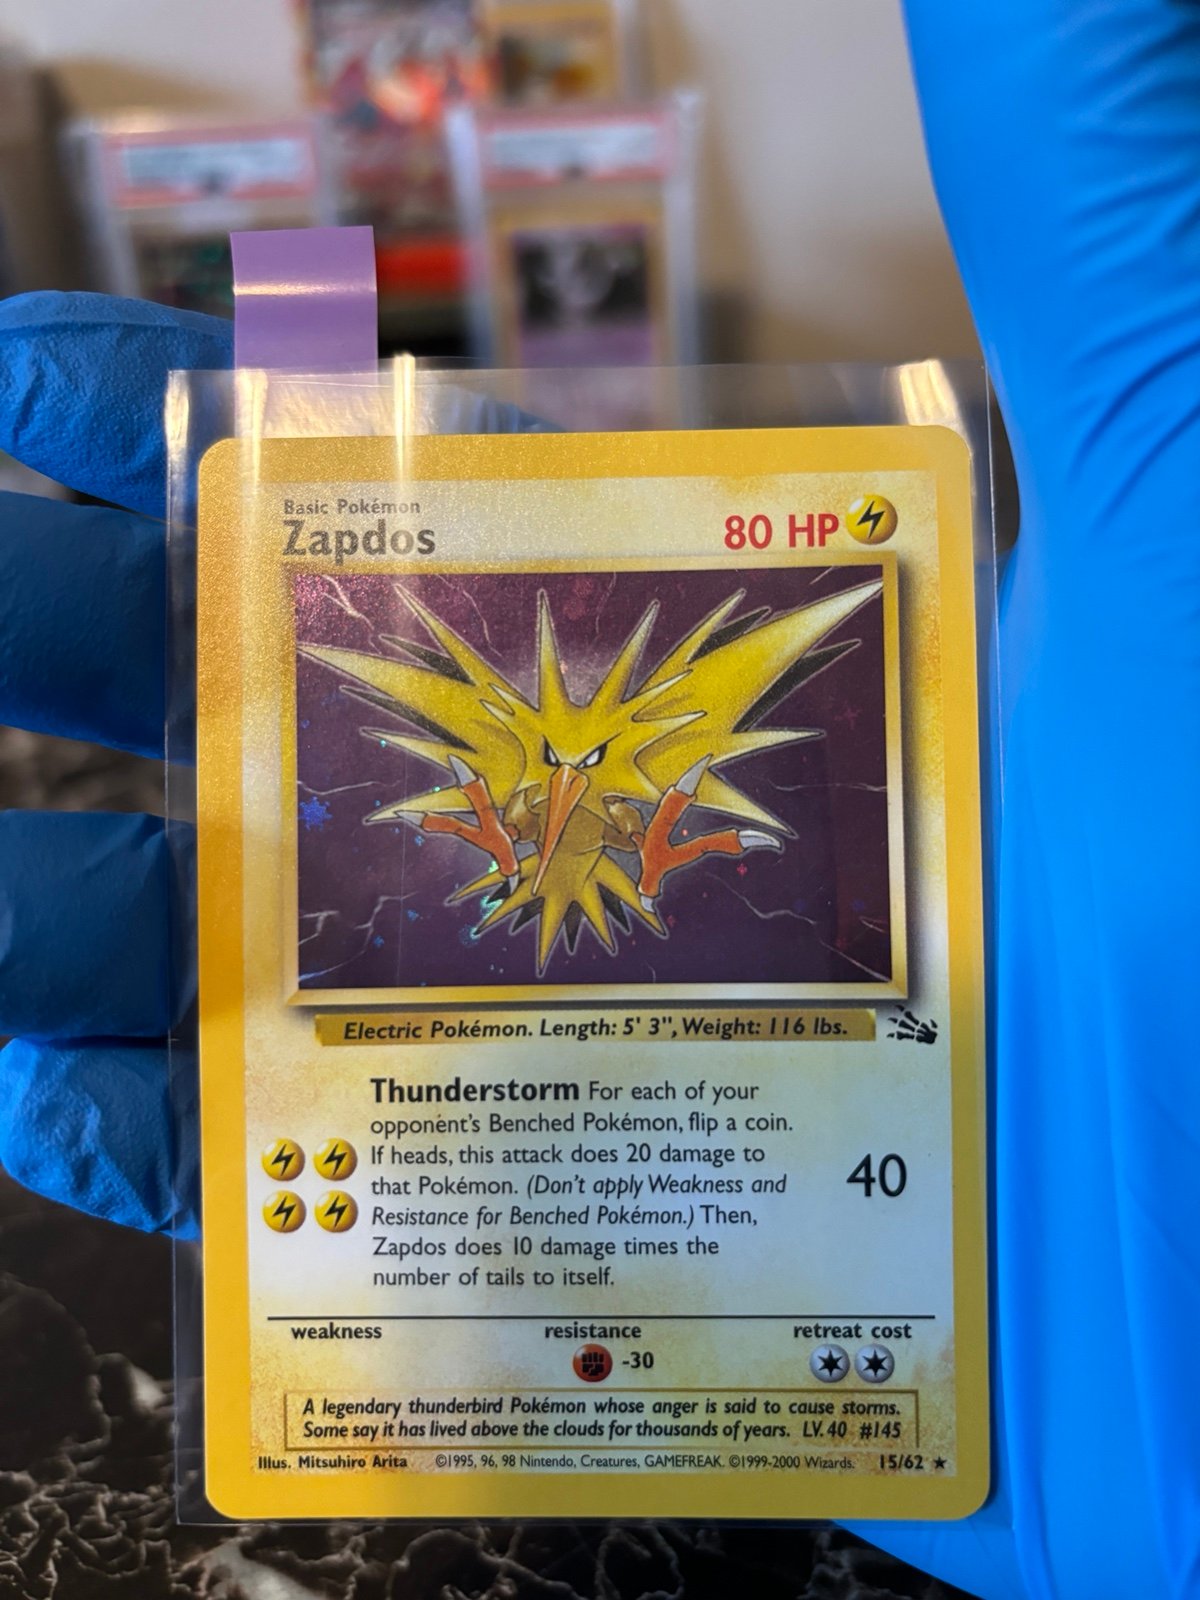 Basic Pokémon
Zapdos
80 HP
Electric Pokémon. Length: 5' 3", Weight: 116 lbs.
Thunderstorm For each of your
opponent's Benched Pokémon, flip a coin.
If heads, this attack does 20 damage to
that Pokémon. (Don't apply Weakness and
Resistance for Benched Pokémon.) Then,
Zapdos does 10 damage times the
number of tails to itself.
40
weakness resistance retreat cost
-30
A legendary thunderbird Pokémon whose anger is said to cause storms.
Some say it has lived above the clouds for thousands of years. LV. 40 #145
Illus. Mitsuhiro Arita ©1995, 96, 98 Nintendo, Creatures, GAMEFREAK. ©1999-2000 Wizards. 15/62 ★